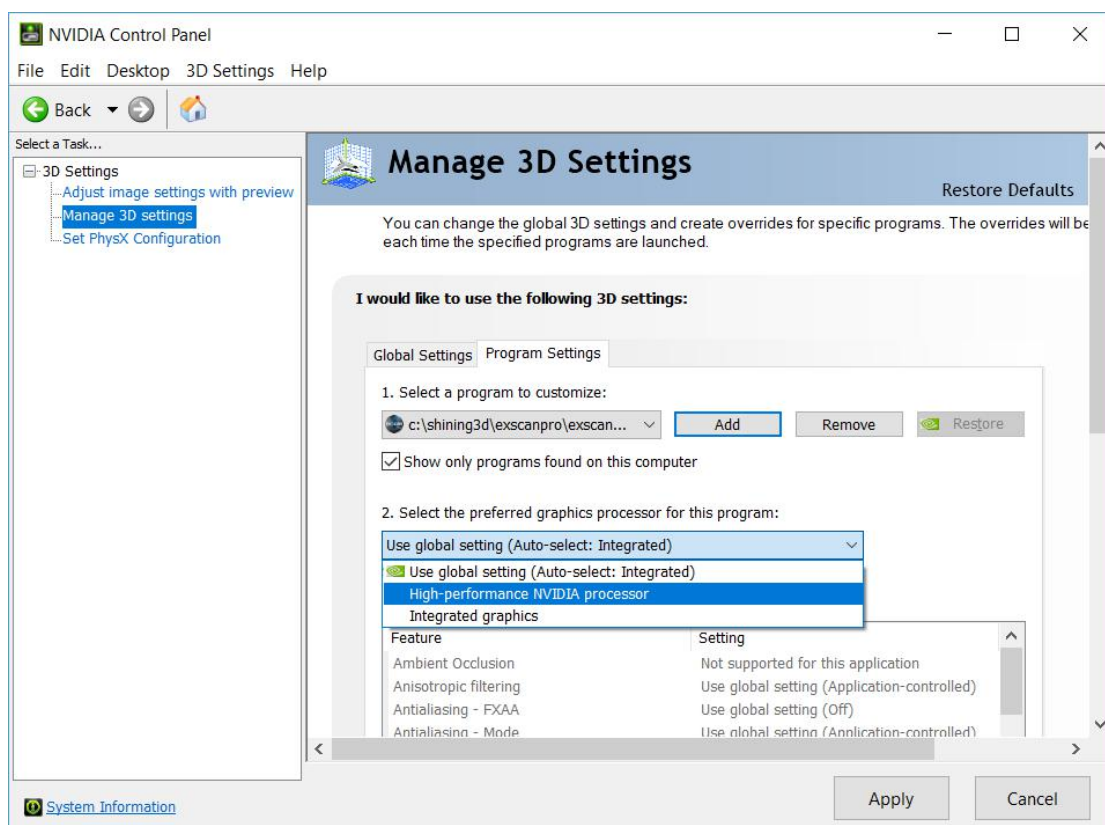 NVIDIA Control Panel
File Edit Desktop 3D Settings Help
Back
Select a Task...
3D Settings
Adjust image settings with preview
Manage 3D settings
Set PhysX Configuration
Manage 3D Settings
Restore Defaults
You can change the global 3D settings and create overrides for specific programs. The overrides will be
each time the specified programs are launched.
I would like to use the following 3D settings:
Global Settings Program Settings
1. Select a program to customize:
c:\shining3d\exscanpro\exscan... Add Remove Restore
Show only programs found on this computer
2. Select the preferred graphics processor for this program:
Use global setting (Auto-select: Integrated)
Use global setting (Auto-select: Integrated)
High-performance NVIDIA processor
Integrated graphics
Feature Setting
Ambient Occlusion Not supported for this application
Anisotropic filtering Use global setting (Application-controlled)
Antialiasing - FXAA Use global setting (Off)
Antialiasing - Mode Use global setting (Application-controlled)
System Information
Apply Cancel